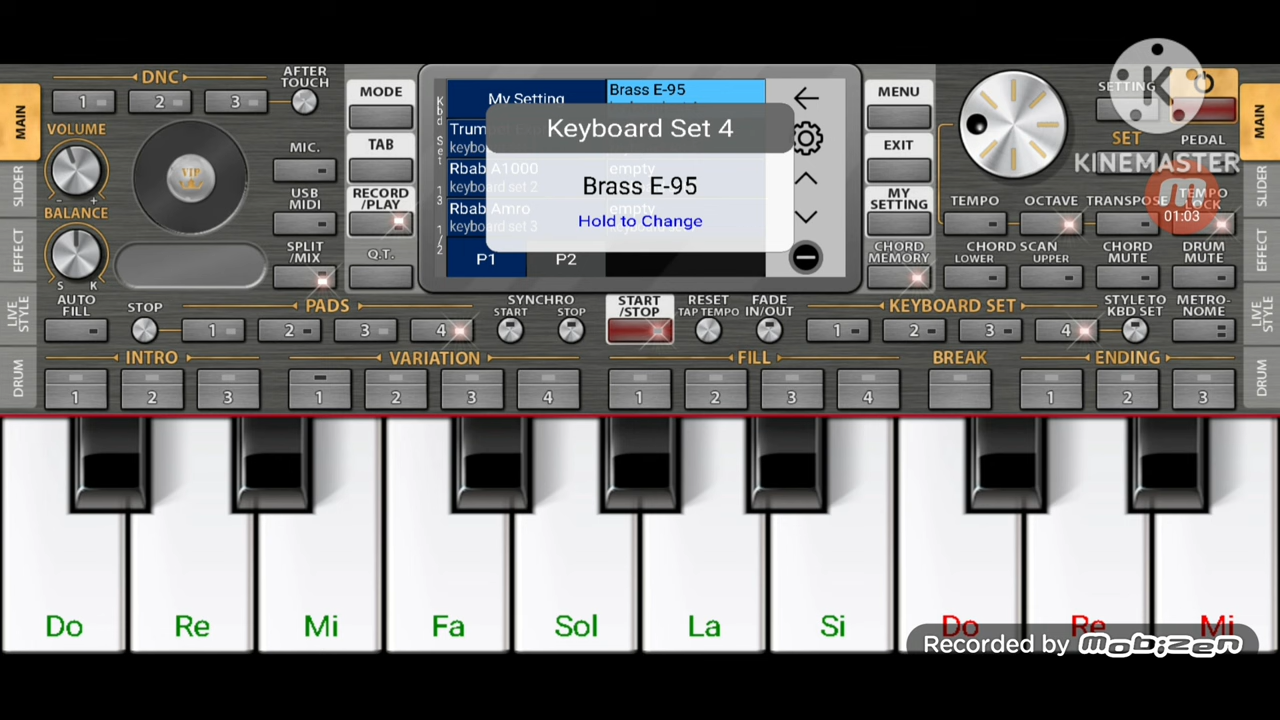 DNC
AFTER
TOUCH
1
2
3
VOLUME
- +
BALANCE
S K
VIP
MIC.
USB
MIDI
SPLIT
/MIX
MODE
TAB
RECORD
/PLAY
Q.T.
MAIN
SLIDER
EFFECT
LIVE
STYLE
DRUM
Kbd Set 1/2
My Setting
Brass E-95
Trum
keybo
Rbab A1000
keyboard set 2
empty
Rbab Amro
keyboard set 3
empty
P1
P2
Keyboard Set 4
Brass E-95
Hold to Change
MENU
EXIT
MY
SETTING
CHORD
MEMORY
SETTING
SET
PEDAL
KINEMASTER
K
TEMPO
OCTAVE
TRANSPOSE
TEMPO
LOCK
01:03
CHORD SCAN
LOWER
UPPER
CHORD
MUTE
DRUM
MUTE
MAIN
SLIDER
EFFECT
LIVE
STYLE
DRUM
AUTO
FILL
STOP
PADS
1
2
3
4
SYNCHRO
START
STOP
START
/STOP
RESET
TAP TEMPO
FADE
IN/OUT
KEYBOARD SET
1
2
3
4
STYLE TO
KBD SET
METRO-
NOME
INTRO
1
2
3
VARIATION
1
2
3
4
FILL
1
2
3
4
BREAK
ENDING
1
2
3
Do Re Mi Fa Sol La Si Do Re Mi
Recorded by mobizen